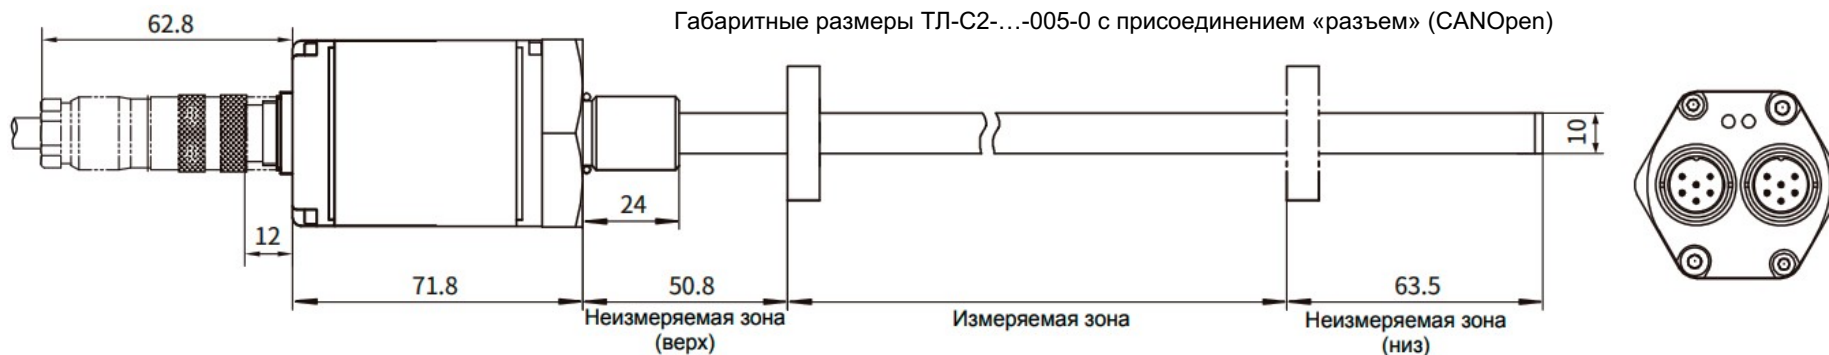 Габаритные размеры ТЛ-С2-…-005-0 с присоединением «разъем» (CANOpen)
62.8
10
24
12
71.8
50.8
63.5
Неизмеряемая зона
(верх)
Измеряемая зона
Неизмеряемая зона
(низ)